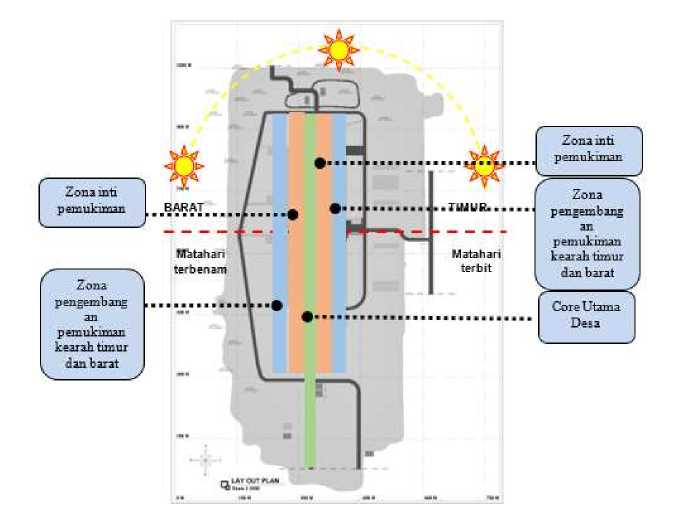 Zona inti
pemukiman
Zona inti
pemukiman
BARAT
TIMUR
Zona
pengembang
an
pemukiman
kearah timur
dan barat
Matahari
terbenam
Matahari
terbit
Zona
pengembang
an
pemukiman
kearah timur
dan barat
Core Utama
Desa
LAY OUT PLAN